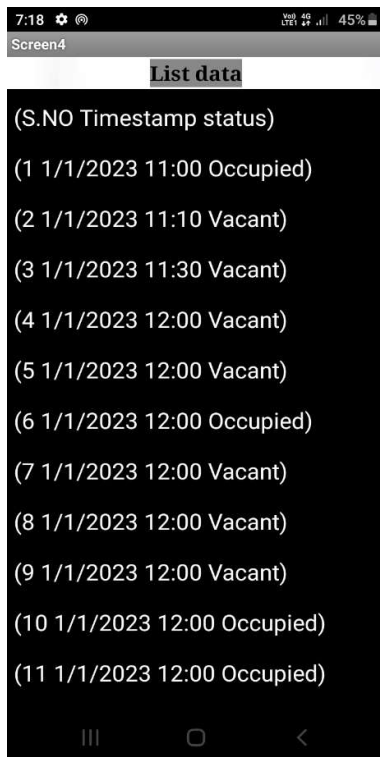 7:18 Vo)) 4G LTE1 45%
Screen4
List data
(S.NO Timestamp status)
(1 1/1/2023 11:00 Occupied)
(2 1/1/2023 11:10 Vacant)
(3 1/1/2023 11:30 Vacant)
(4 1/1/2023 12:00 Vacant)
(5 1/1/2023 12:00 Vacant)
(6 1/1/2023 12:00 Occupied)
(7 1/1/2023 12:00 Vacant)
(8 1/1/2023 12:00 Vacant)
(9 1/1/2023 12:00 Vacant)
(10 1/1/2023 12:00 Occupied)
(11 1/1/2023 12:00 Occupied)